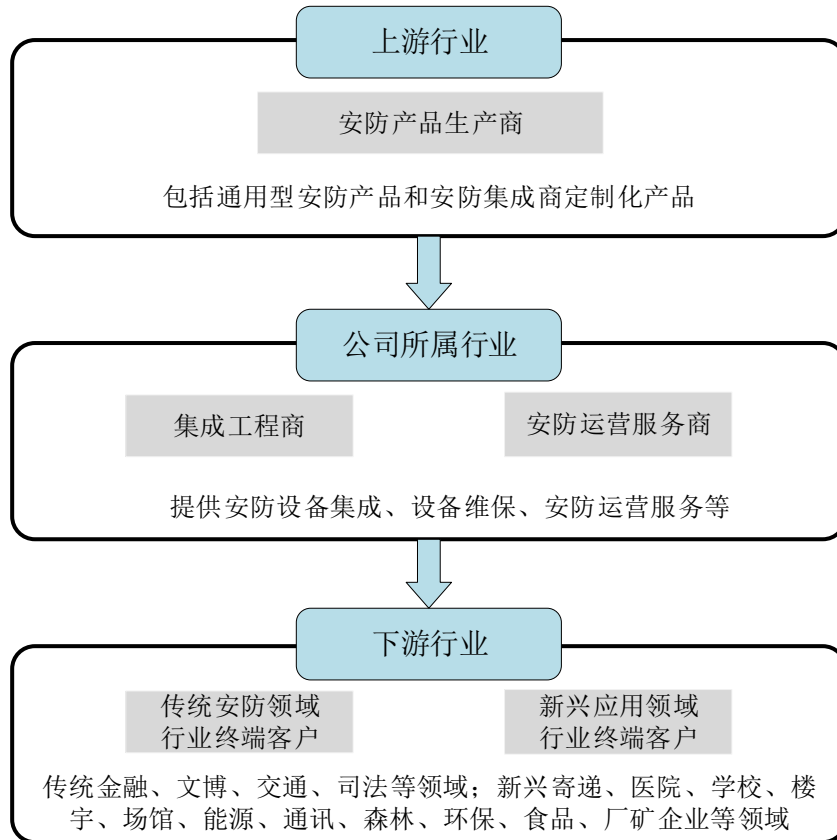 上游行业
安防产品生产商
包括通用型安防产品和安防集成商定制化产品
公司所属行业
集成工程商
安防运营服务商
提供安防设备集成、设备维保、安防运营服务等
下游行业
传统安防领域
行业终端客户
新兴应用领域
行业终端客户
传统金融、文博、交通、司法等领域；新兴寄递、医院、学校、楼
宇、场馆、能源、通讯、森林、环保、食品、厂矿企业等领域